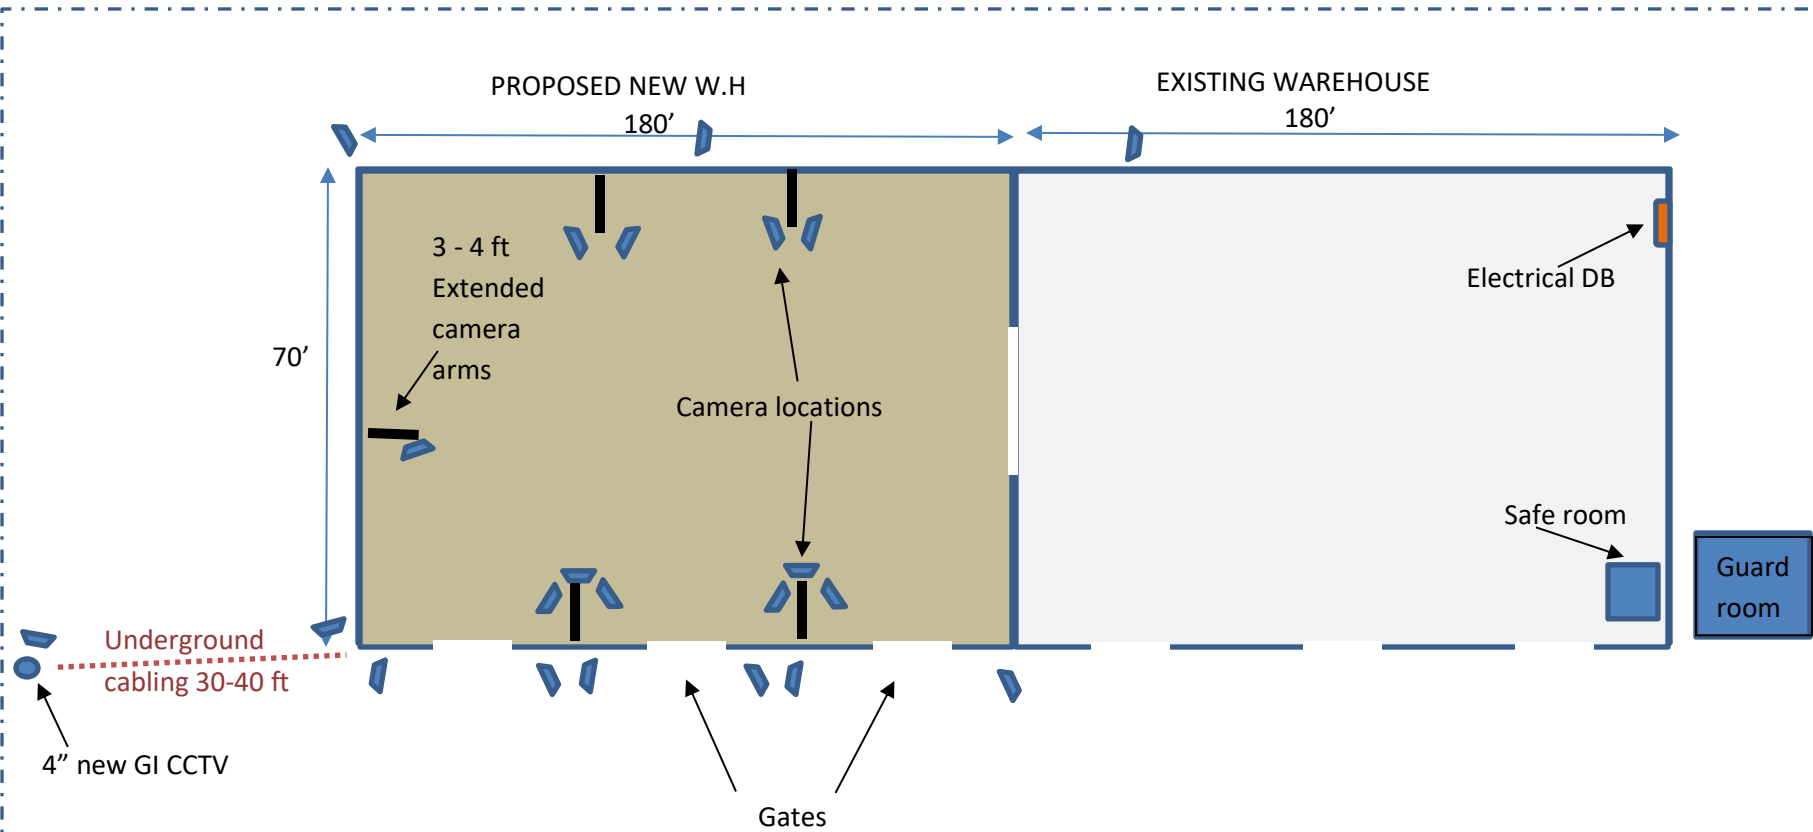 PROPOSED NEW W.H
180’
EXISTING WAREHOUSE
180’
3 - 4 ft
Extended
camera
arms
70’
Camera locations
Electrical DB
Safe room
Guard
room
Underground
cabling 30-40 ft
4” new GI CCTV
Gates